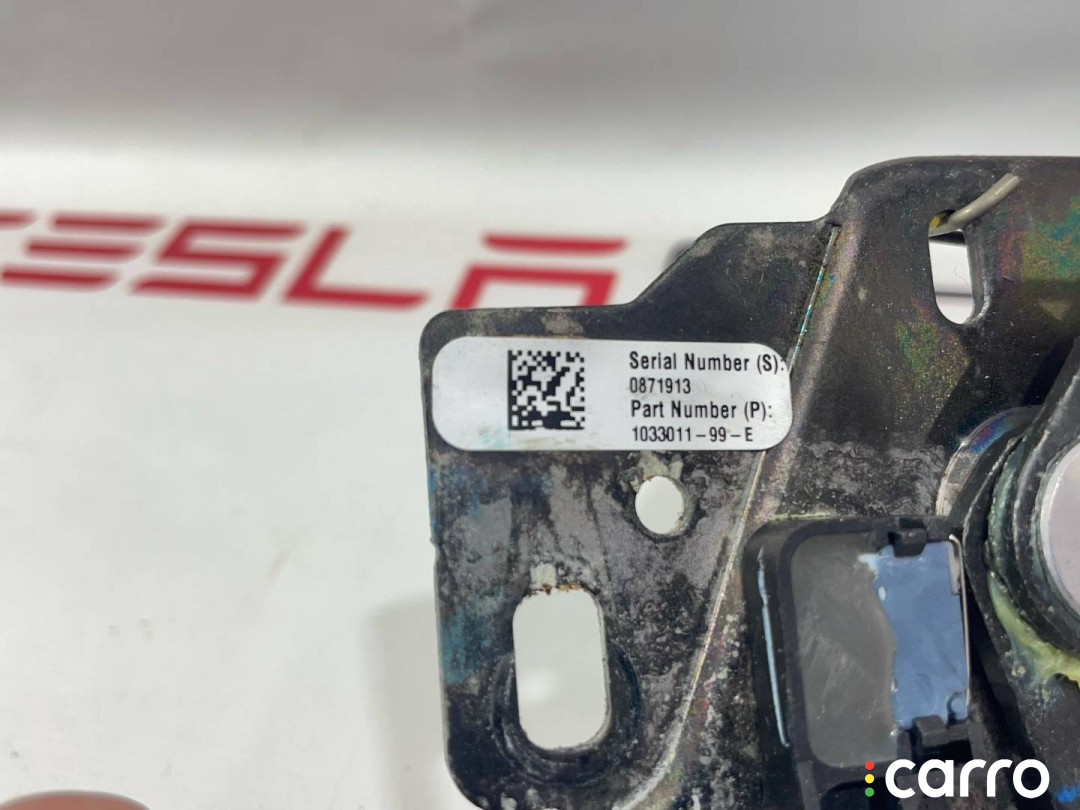 TESLA
Serial Number (S):
0871913
Part Number (P):
1033011-99-E
carro